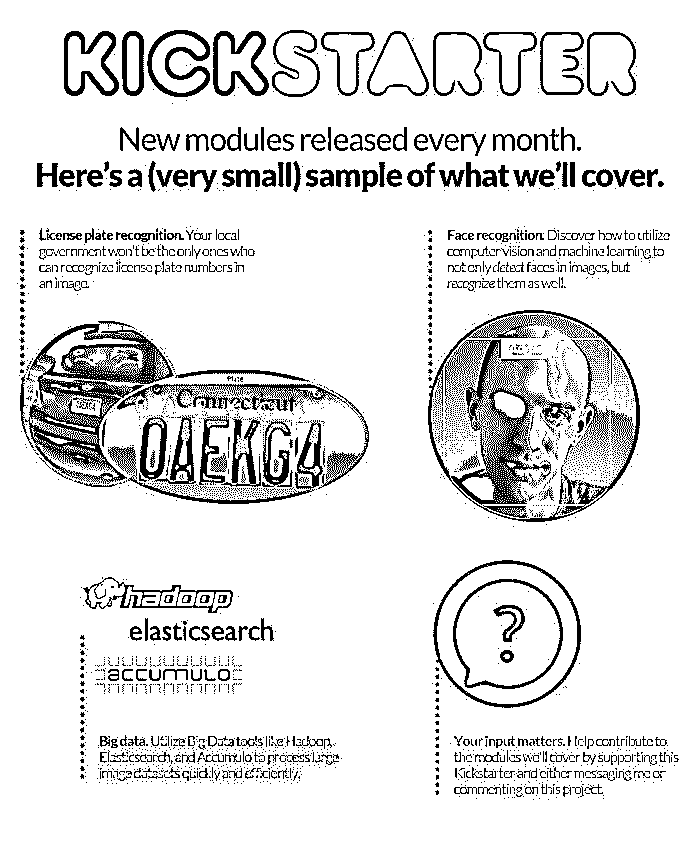 KICKSTARTER
New modules released every month.
Here's a (very small) sample of what we'll cover.
License plate recognition. Your local
government won't be the only ones who
can recognize license plate numbers in
an image.
Face recognition. Discover how to utilize
computer vision and machine learning to
not only detect faces in images, but
recognize them as well.
Connecticut
0AEKG4
hadoop
elasticsearch
accumulo
?
Big data. Utilize Big Data tools like Hadoop,
Elasticsearch, and Accumulo to process large
image datasets quickly and efficiently.
Your input matters. Help contribute to
the modules we'll cover by supporting this
Kickstarter and either messaging me or
commenting on this project.